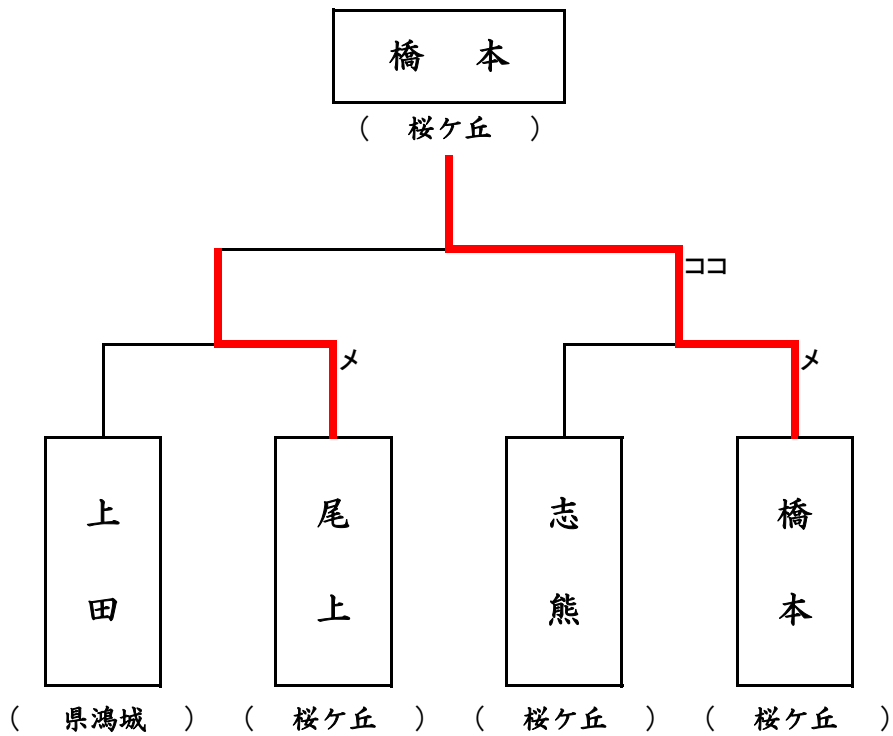 橋 本
( 桜ケ丘 )
ココ
メ
メ
上田
尾上
志熊
橋本
( 県鴻城 )
( 桜ケ丘 )
( 桜ケ丘 )
( 桜ケ丘 )